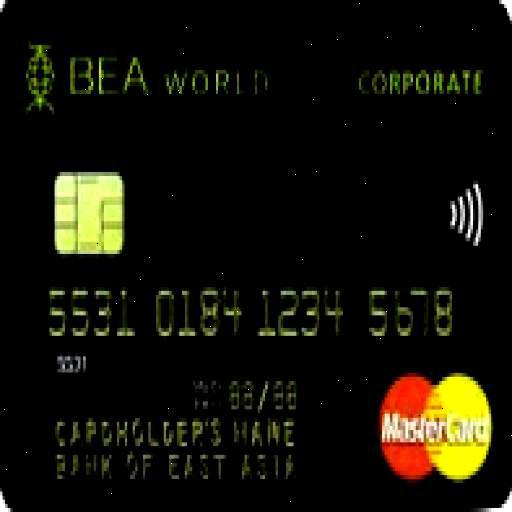 BEA WORLD CORPORATE
5531 0184 1234 5678
5531
00/00
CARDHOLDER'S NAME
BANK OF EAST ASIA
MasterCard